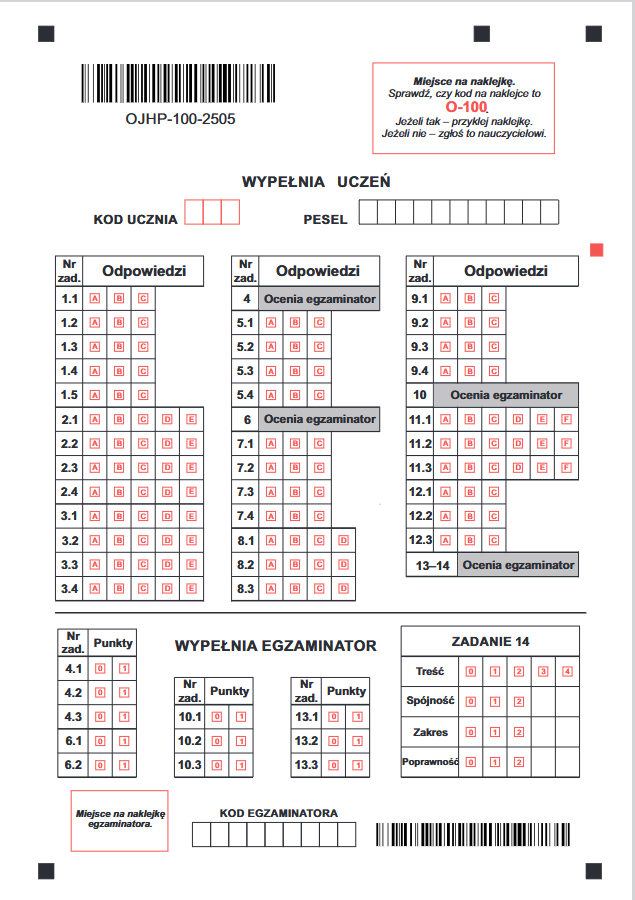 OJHP-100-2505
Miejsce na naklejkę.
Sprawdź, czy kod na naklejce to
O-100.
Jeżeli tak – przyklej naklejkę.
Jeżeli nie – zgłoś to nauczycielowi.
WYPEŁNIA UCZEŃ
KOD UCZNIA
PESEL
Nr zad. Odpowiedzi
1.1 A B C
1.2 A B C
1.3 A B C
1.4 A B C
1.5 A B C
2.1 A B C D E
2.2 A B C D E
2.3 A B C D E
2.4 A B C D E
3.1 A B C D E
3.2 A B C D E
3.3 A B C D E
3.4 A B C D E
Nr zad. Odpowiedzi
4 Ocenia egzaminator
5.1 A B C
5.2 A B C
5.3 A B C
5.4 A B C
6 Ocenia egzaminator
7.1 A B C
7.2 A B C
7.3 A B C
7.4 A B C
8.1 A B C D
8.2 A B C D
8.3 A B C D
Nr zad. Odpowiedzi
9.1 A B C
9.2 A B C
9.3 A B C
9.4 A B C
10 Ocenia egzaminator
11.1 A B C D E F
11.2 A B C D E F
11.3 A B C D E F
12.1 A B C
12.2 A B C
12.3 A B C
13–14 Ocenia egzaminator
WYPEŁNIA EGZAMINATOR
Nr zad. Punkty
4.1 0 1
4.2 0 1
4.3 0 1
6.1 0 1
6.2 0 1
Nr zad. Punkty
10.1 0 1
10.2 0 1
10.3 0 1
Nr zad. Punkty
13.1 0 1
13.2 0 1
13.3 0 1
ZADANIE 14
Treść 0 1 2 3 4
Spójność 0 1 2
Zakres 0 1 2
Poprawność 0 1 2
Miejsce na naklejkę
egzaminatora.
KOD EGZAMINATORA